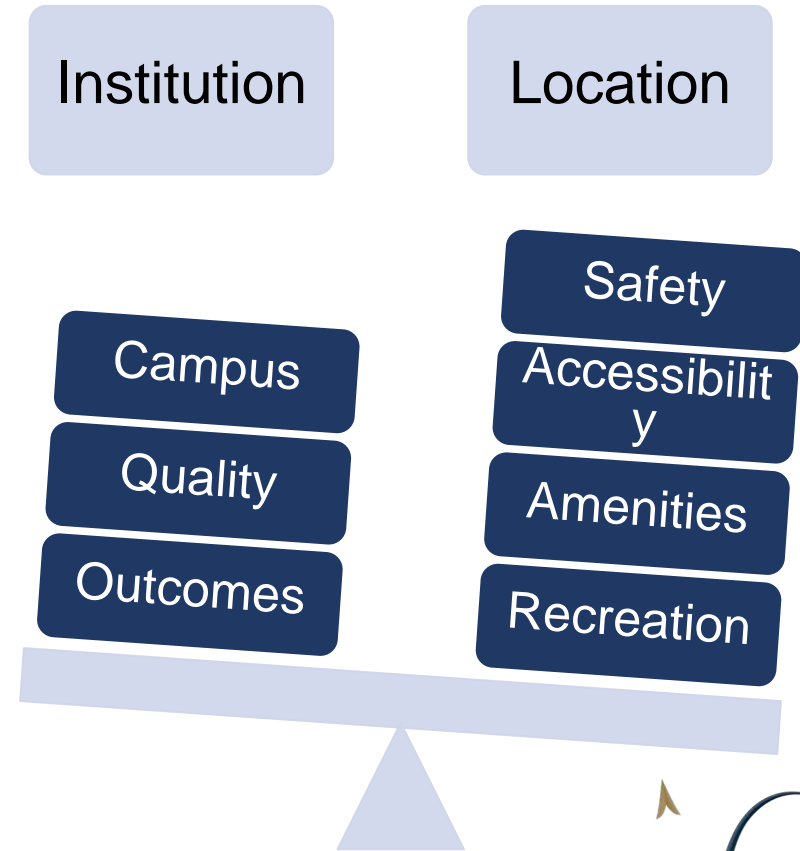 Institution
Location
Campus
Quality
Outcomes
Safety
Accessibilit
y
Amenities
Recreation